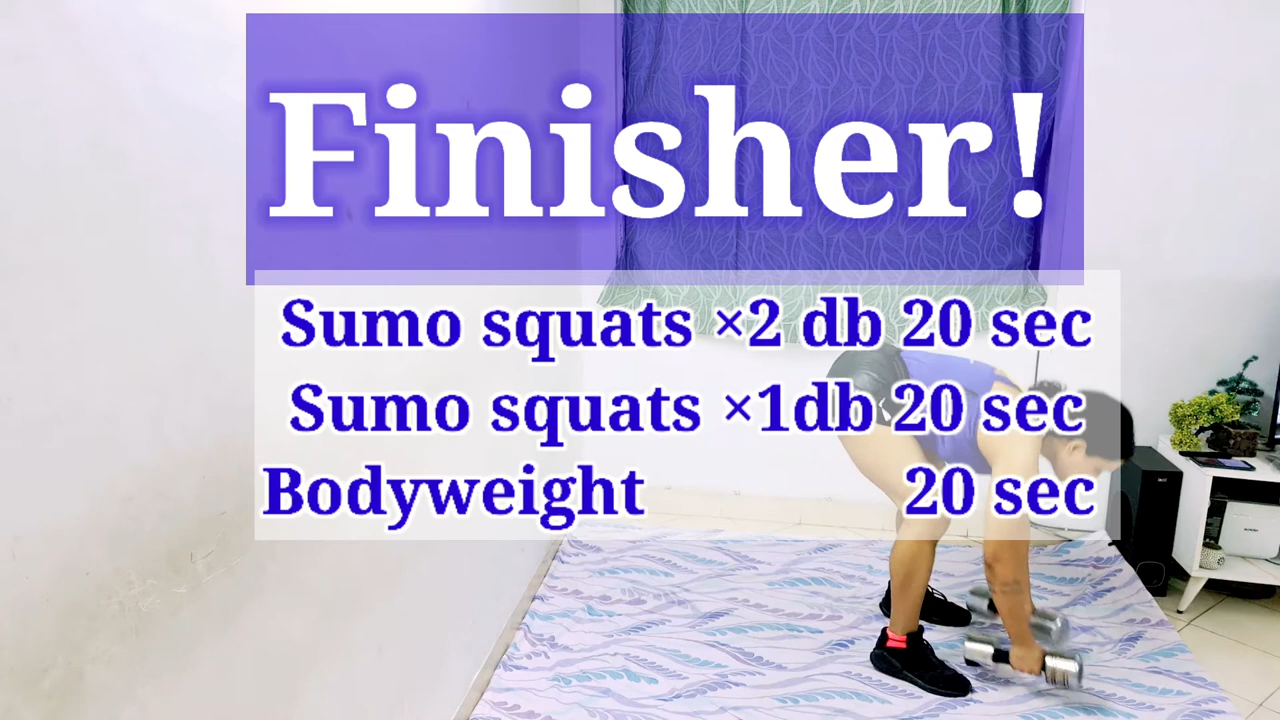 Finisher!
Sumo squats ×2 db 20 sec
Sumo squats ×1db 20 sec
Bodyweight 20 sec